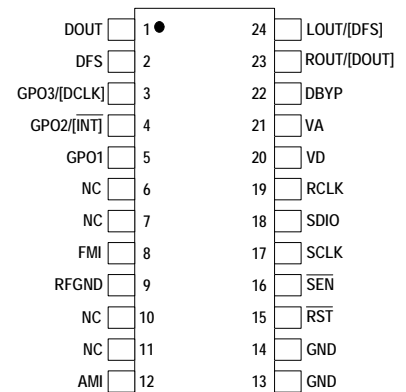 DOUT 1 24 LOUT/[DFS]
DFS 2 23 ROUT/[DOUT]
GPO3/[DCLK] 3 22 DBYP
GPO2/[INT] 4 21 VA
GPO1 5 20 VD
NC 6 19 RCLK
NC 7 18 SDIO
FMI 8 17 SCLK
RFGND 9 16 SEN
NC 10 15 RST
NC 11 14 GND
AMI 12 13 GND